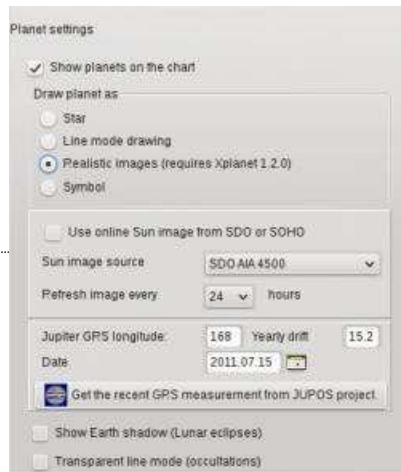 Planet settings
Show planets on the chart
Draw planet as
Star
Line mode drawing
Realistic images (requires Xplanet 1.2.0)
Symbol
Use online Sun image from SDO or SOHO
Sun image source SDO AIA 4500
Refresh image every 24 hours
Jupiter GRS longitude: 168 Yearly drift 15.2
Date 2011.07.15
Get the recent GRS measurement from JUPOS project.
Show Earth shadow (Lunar eclipses)
Transparent line mode (occultations)